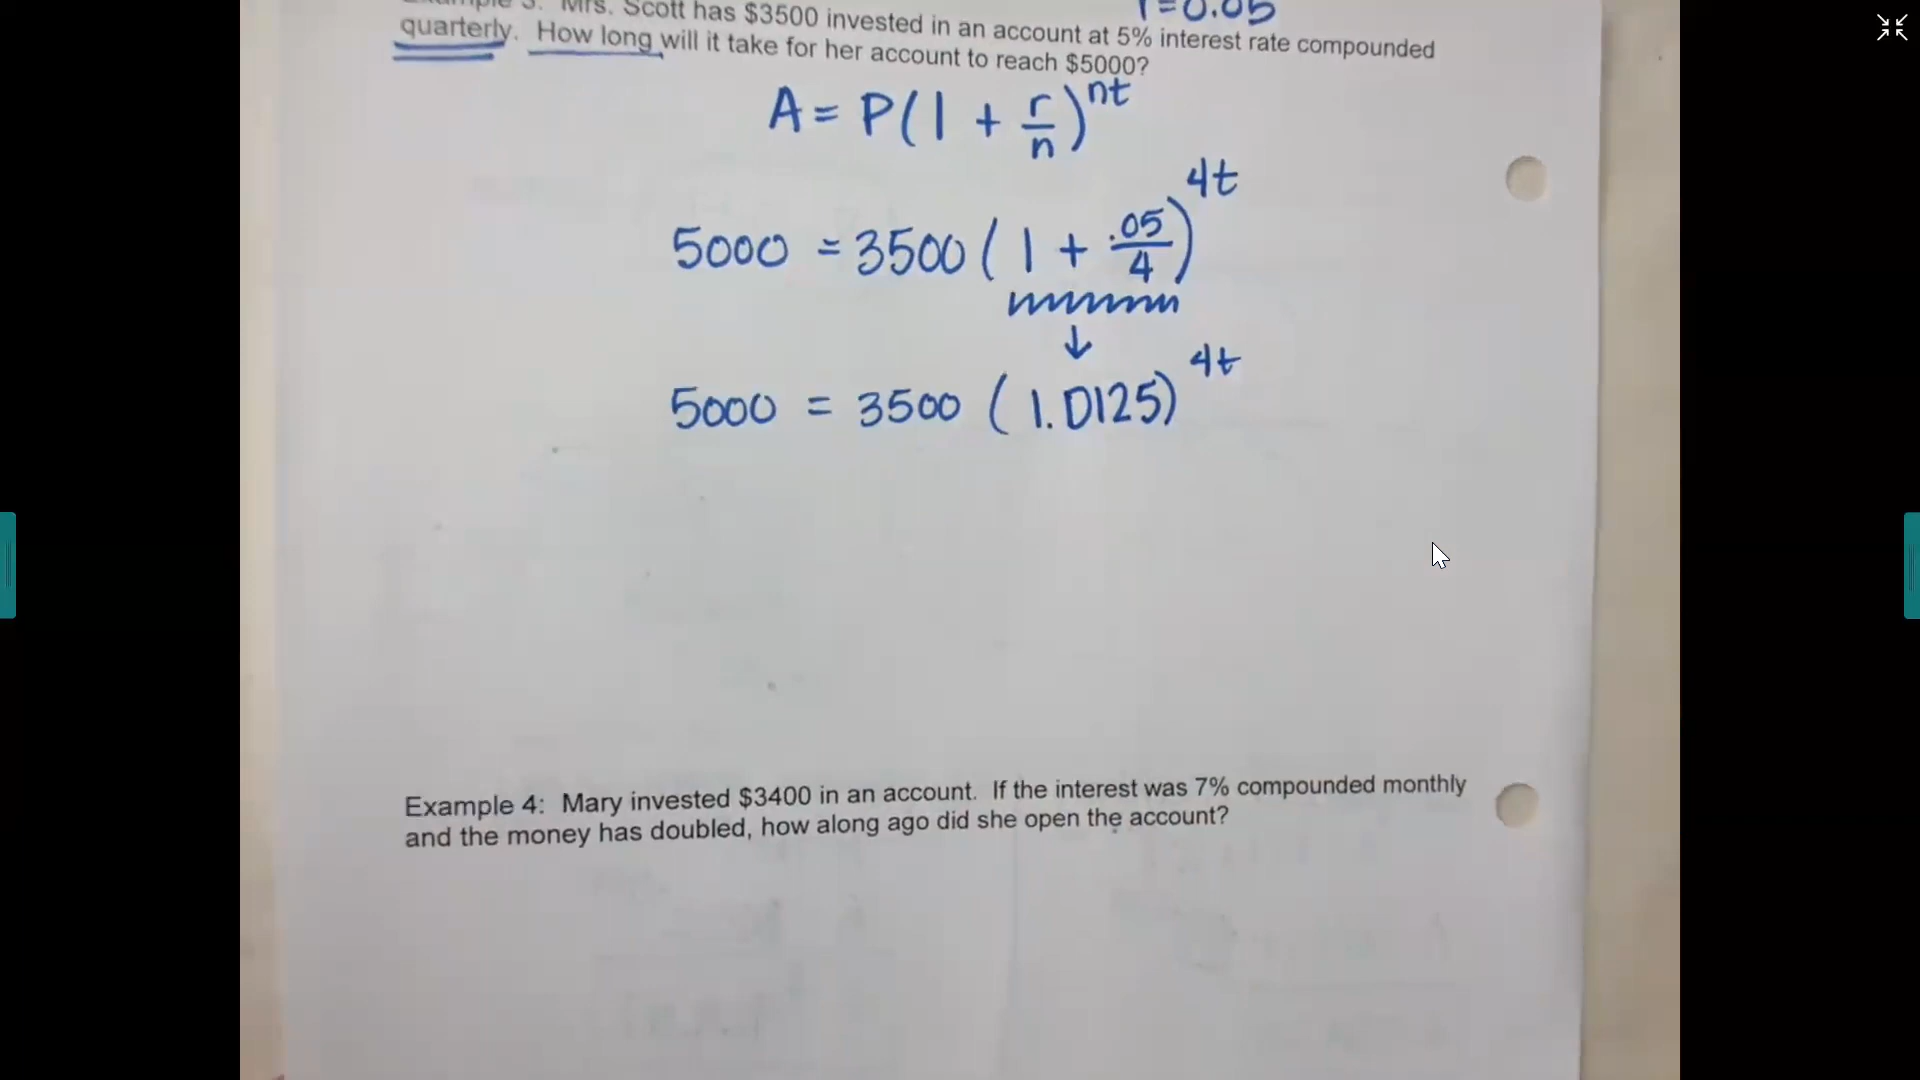 Mrs. Scott has $3500 invested in an account at 5% interest rate compounded
r=0.05
quarterly. How long will it take for her account to reach $5000?
A = P(1 + r/n)^nt
5000 = 3500(1 + .05/4)^4t
↓
5000 = 3500(1.0125)^4t
Example 4: Mary invested $3400 in an account. If the interest was 7% compounded monthly
and the money has doubled, how along ago did she open the account?